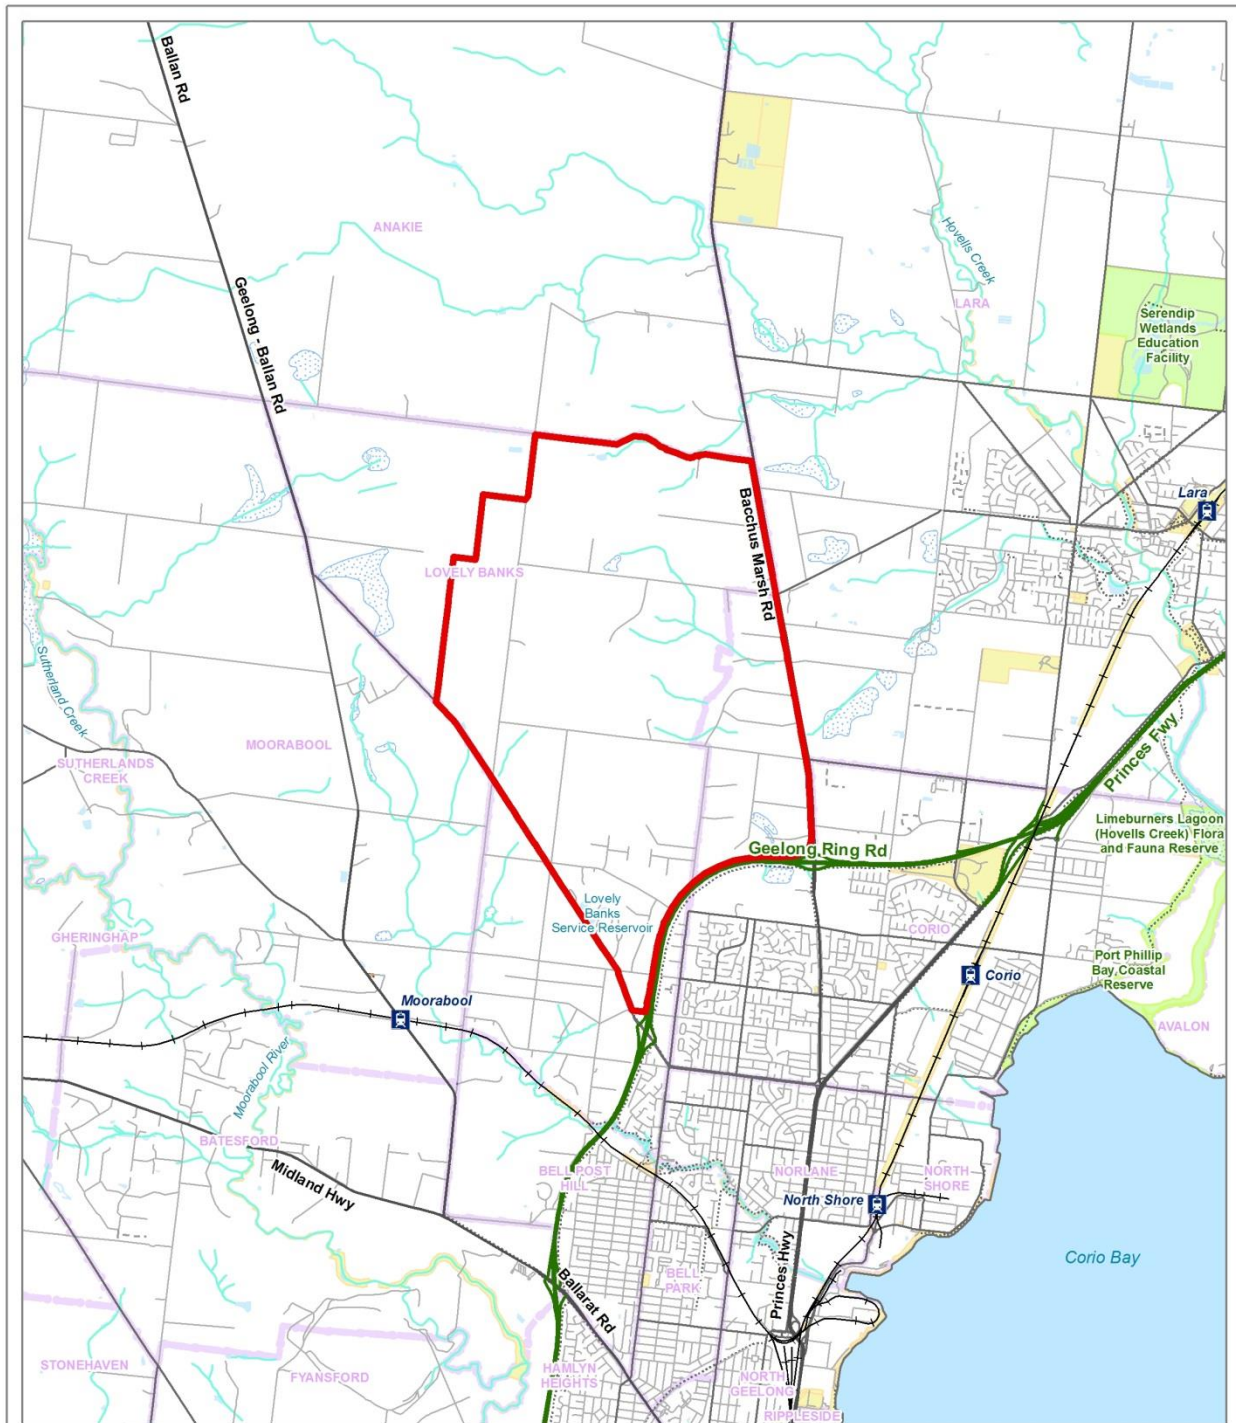 Ballan Rd
ANAKIE
Hovells Creek
Geelong - Ballan Rd
LARA
Serendip
Wetlands
Education
Facility
Bacchus Marsh Rd
Lara
LOVELY BANKS
Sutherland Creek
MOORABOOL
SUTHERLANDS
CREEK
Princes Fwy
Limeburners Lagoon
(Hovells Creek) Flora
and Fauna Reserve
Geelong Ring Rd
Lovely
Banks
Service Reservoir
GHERINGHAP
CORIO
Port Phillip
Bay Coastal
Reserve
Corio
Moorabool
AVALON
Moorabool River
BATESFORD
Midland Hwy
BELL POST
HILL
NORLANE
NORTH
SHORE
North Shore
Princes Hwy
Corio Bay
BELL
PARK
Ballarat Rd
STONEHAVEN
FYANSFORD
HAMLYN
HEIGHTS
NORTH
GEELONG
RIPPLESIDE